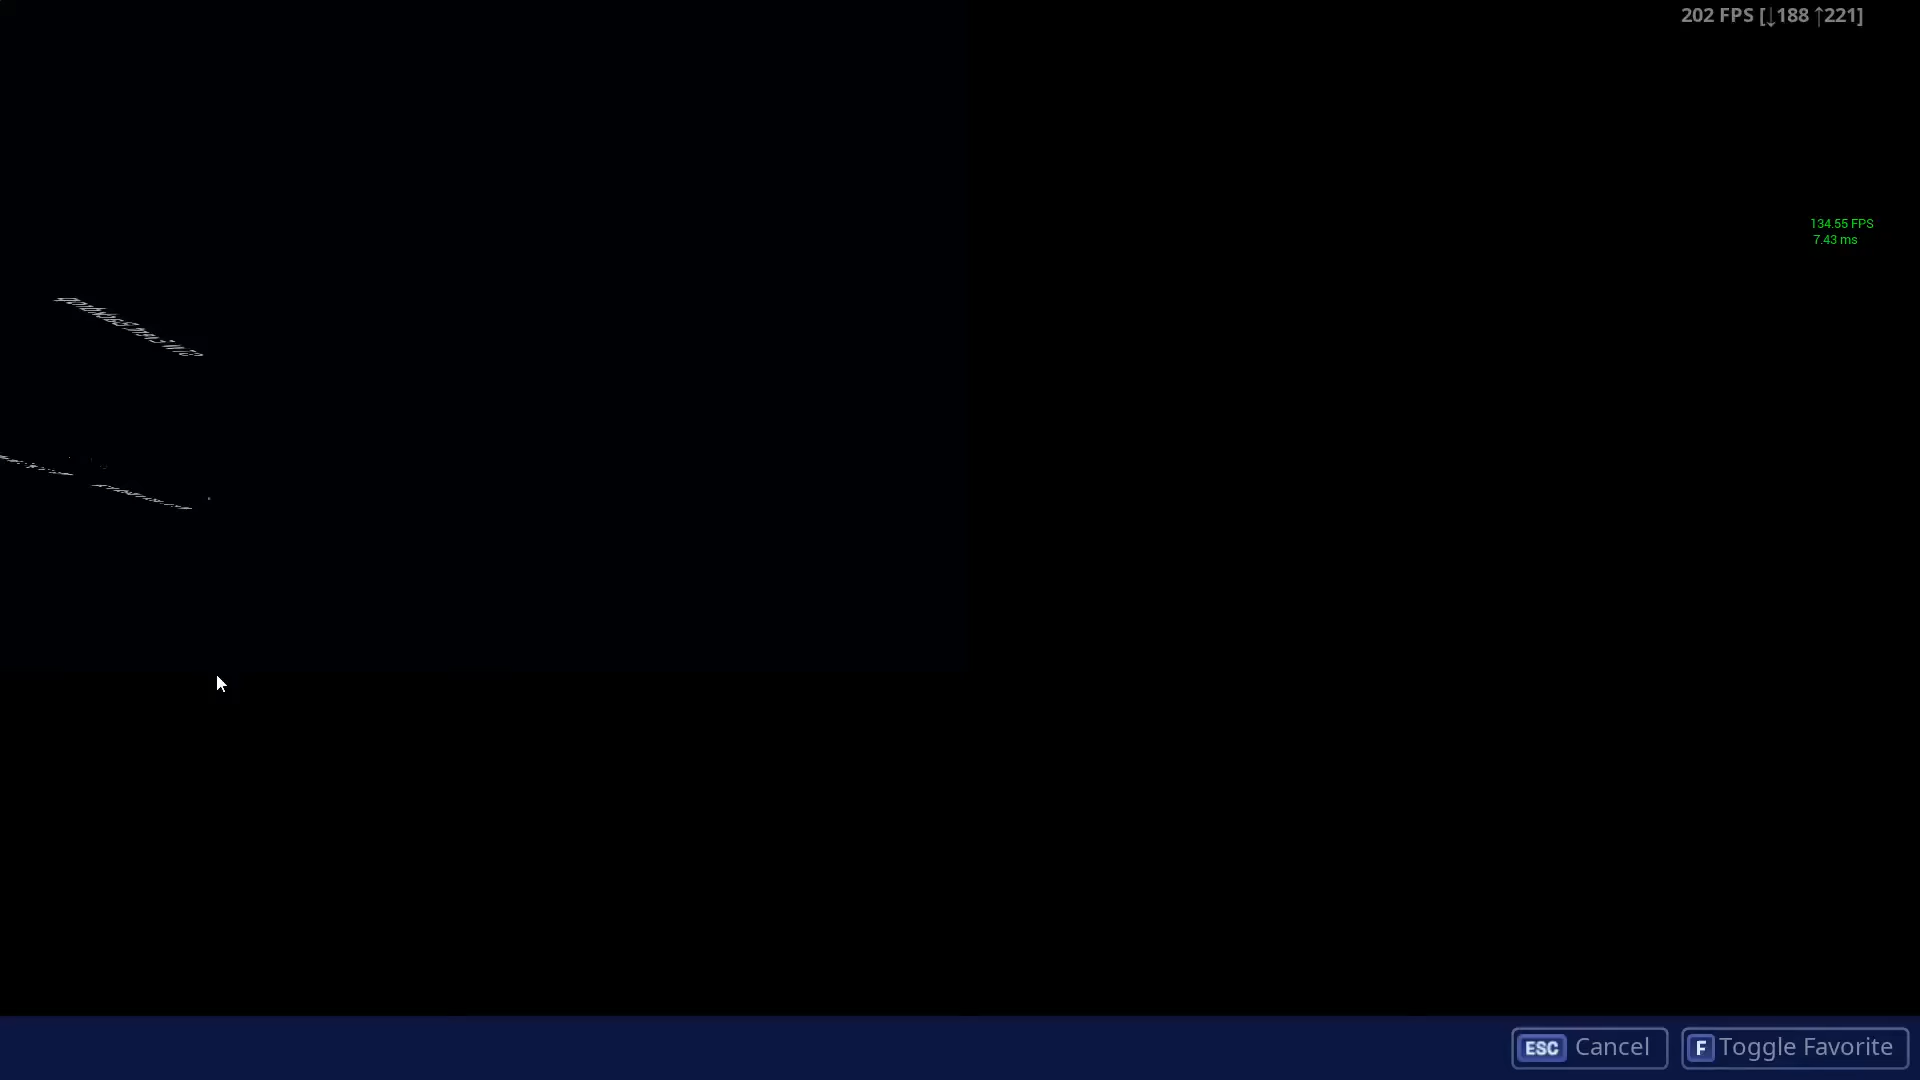 202 FPS [↓188 ↑221]
134.55 FPS
7.43 ms
ESC Cancel F Toggle Favorite